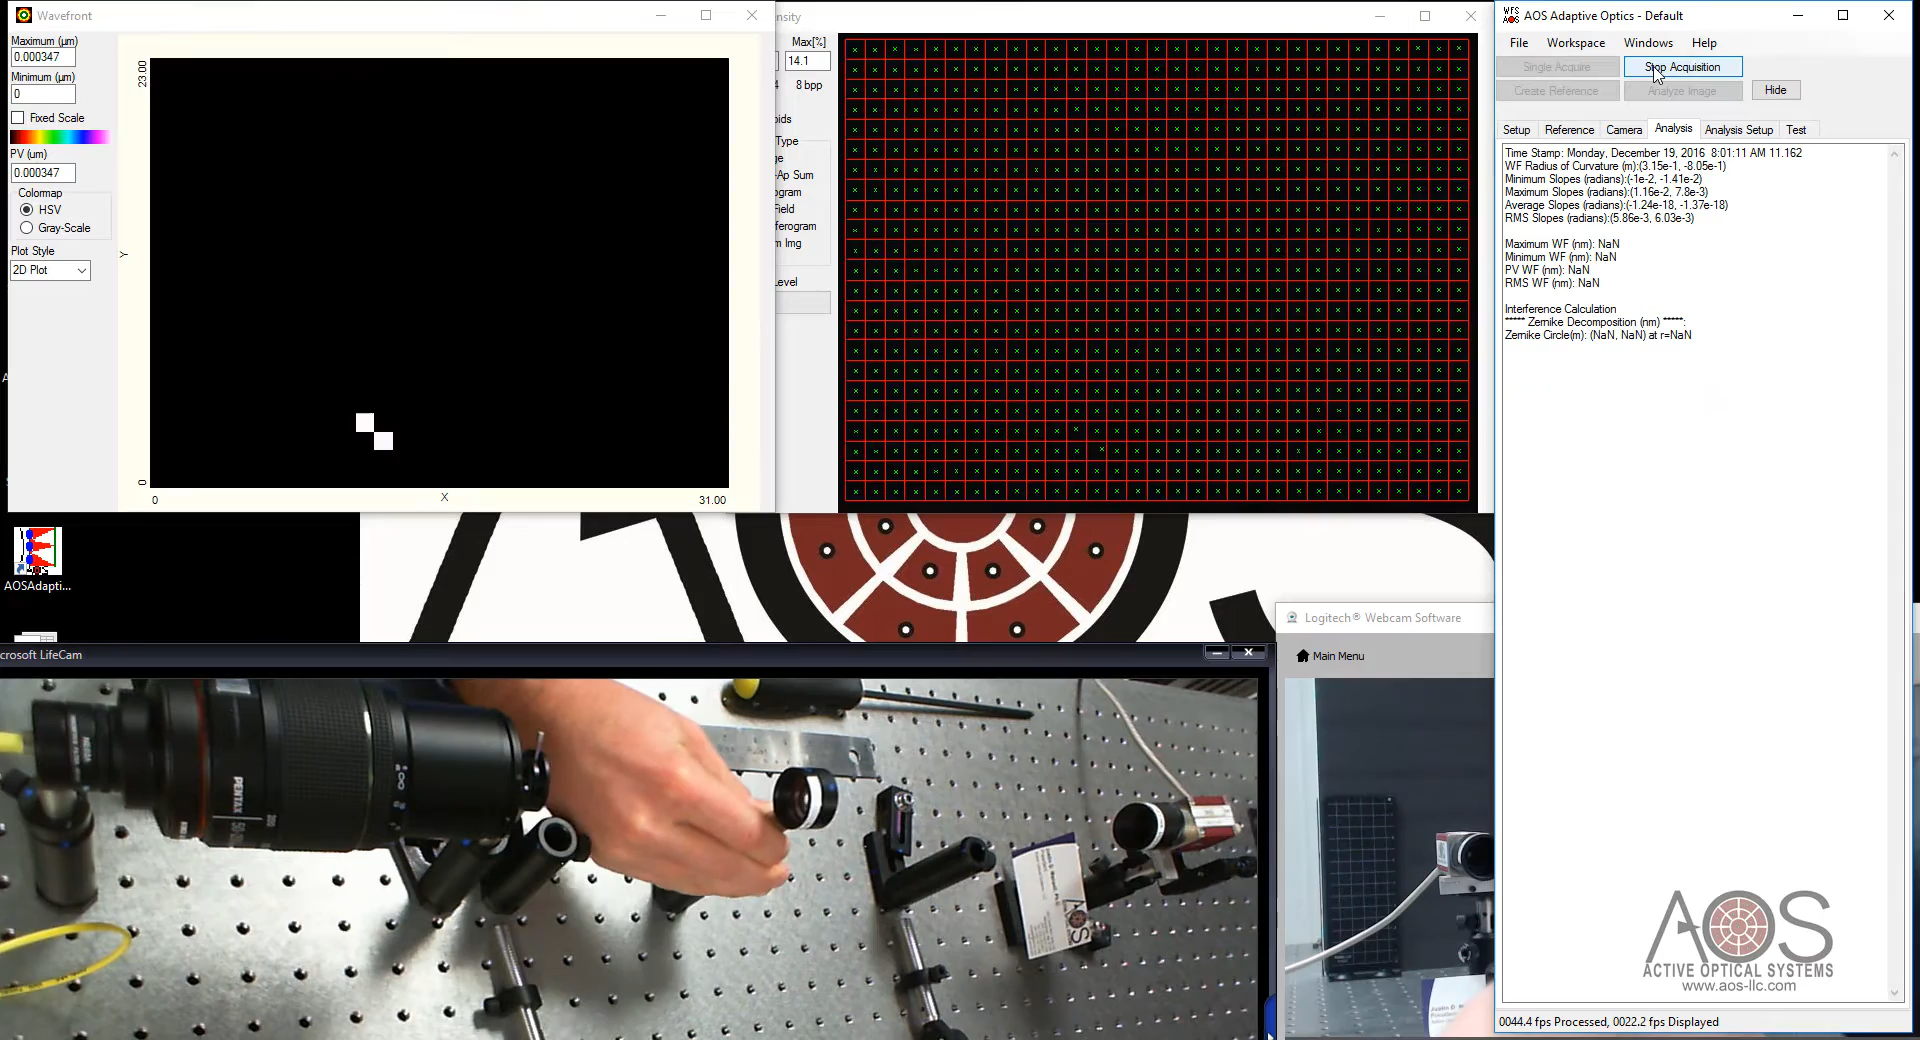 Wavefront
Maximum (µm)
0.000347
Minimum (µm)
0
Fixed Scale
PV (um)
0.000347
Colormap
HSV
Gray-Scale
Plot Style
2D Plot
23.00
Y
0
0
X
31.00
nsity
Max[%]
14.1
4 8 bpp
oids
Type
ge
-Ap Sum
ogram
Field
ferogram
m Img
Level
AOSAdapti...
crosoft LifeCam
PENTAX
Logitech® Webcam Software
Main Menu
AOS Adaptive Optics - Default
File Workspace Windows Help
Single Acquire Stop Acquisition
Create Reference Analyze Image Hide
Setup Reference Camera Analysis Analysis Setup Test
Time Stamp: Monday, December 19, 2016 8:01:11 AM 11.162
WF Radius of Curvature (m):(3.15e-1, -8.05e-1)
Minimum Slopes (radians):(-1e-2, -1.41e-2)
Maximum Slopes (radians):(1.16e-2, 7.8e-3)
Average Slopes (radians):(-1.24e-18, -1.37e-18)
RMS Slopes (radians):(5.86e-3, 6.03e-3)
Maximum WF (nm): NaN
Minimum WF (nm): NaN
PV WF (nm): NaN
RMS WF (nm): NaN
Interference Calculation
***** Zernike Decomposition (nm) *****:
Zernike Circle(m): (NaN, NaN) at r=NaN
AOS
ACTIVE OPTICAL SYSTEMS
www.aos-llc.com
0044.4 fps Processed, 0022.2 fps Displayed